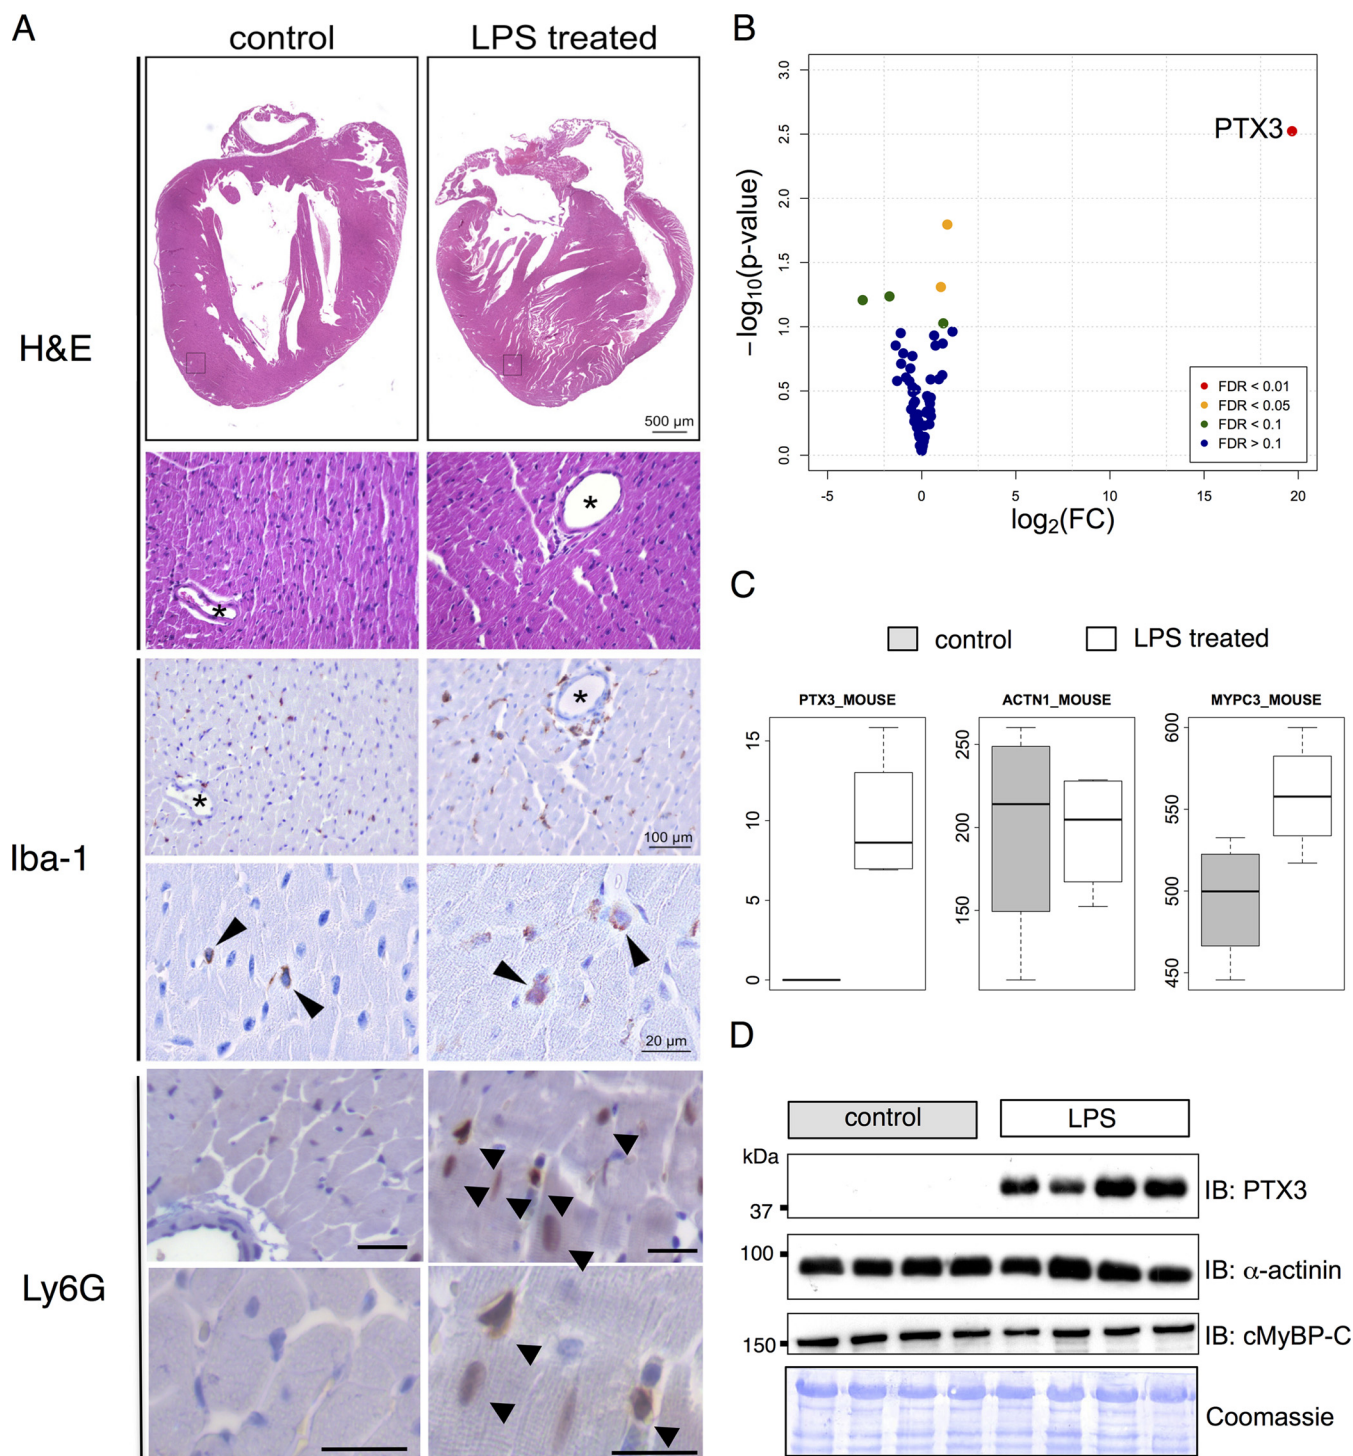 A
control
LPS treated
H&E
500 µm
*
*
*
*
Iba-1
100 µm
20 µm
Ly6G
B
3.0
2.5
2.0
1.5
1.0
0.5
0.0
−log10(p-value)
PTX3
FDR < 0.01
FDR < 0.05
FDR < 0.1
FDR > 0.1
-5
0
5
10
15
20
log2(FC)
C
control
LPS treated
PTX3_MOUSE
15
10
5
0
ACTN1_MOUSE
250
200
150
MYPC3_MOUSE
600
550
500
450
D
control
LPS
kDa
37
IB: PTX3
100
IB: α-actinin
150
IB: cMyBP-C
Coomassie